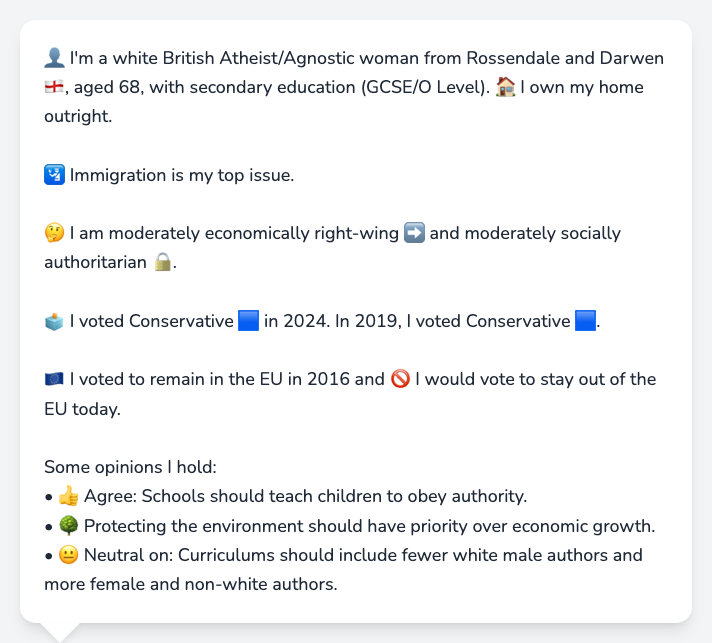 👤 I'm a white British Atheist/Agnostic woman from Rossendale and Darwen
🏴󠁧󠁢󠁥󠁮󠁧󠁿, aged 68, with secondary education (GCSE/O Level). 🏠 I own my home
outright.
🛂 Immigration is my top issue.
🤔 I am moderately economically right-wing ➡️ and moderately socially
authoritarian 🔒.
🗳️ I voted Conservative 🟦 in 2024. In 2019, I voted Conservative 🟦.
🇪🇺 I voted to remain in the EU in 2016 and 🚫 I would vote to stay out of the
EU today.
Some opinions I hold:
• 👍 Agree: Schools should teach children to obey authority.
• 🌳 Protecting the environment should have priority over economic growth.
• 😐 Neutral on: Curriculums should include fewer white male authors and
more female and non-white authors.